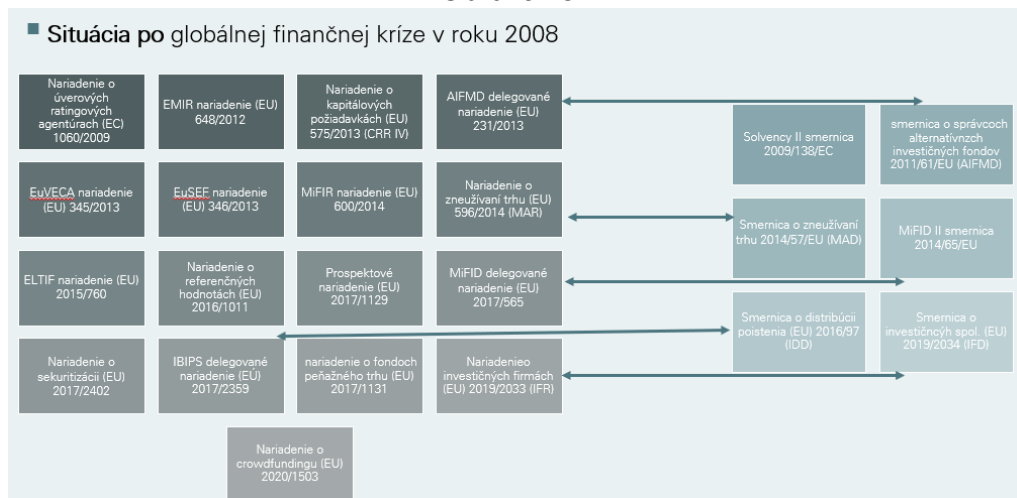 Situácia po globálnej finančnej kríze v roku 2008
Nariadenie o
úverových
ratingových
agentúrach (EC)
1060/2009
EMIR nariadenie (EU)
648/2012
Nariadenie o
kapitálových
požiadavkách (EU)
575/2013 (CRR IV)
AIFMD delegované
nariadenie (EU)
231/2013
Solvency II smernica
2009/138/EC
smernica o správcoch
alternatívnzch
investičných fondov
2011/61/EU (AIFMD)
EuVECA nariadenie
(EU) 345/2013
EuSEF nariadenie
(EU) 346/2013
MiFIR nariadenie (EU)
600/2014
Nariadenie o
zneužívaní trhu (EU)
596/2014 (MAR)
Smernica o zneužívaní
trhu 2014/57/EU (MAD)
MiFID II smernica
2014/65/EU
ELTIF nariadenie (EU)
2015/760
Nariadenie o
referenčných
hodnotách (EU)
2016/1011
Prospektové
nariadenie (EU)
2017/1129
MiFID delegované
nariadenie (EU)
2017/565
Smernica o distribúcii
poistenia (EU) 2016/97
(IDD)
Smernica o
investičncýh spol. (EU)
2019/2034 (IFD)
Nariadenie o
sekuritizácii (EU)
2017/2402
IBIPS delegované
nariadenie (EÚ)
2017/2359
nariadenie o fondoch
peňažného trhu (EU)
2017/1131
Nariadenieo
investičných firmách
(EU) 2019/2033 (IFR)
Nariadenie o
crowdfundingu (EU)
2020/1503